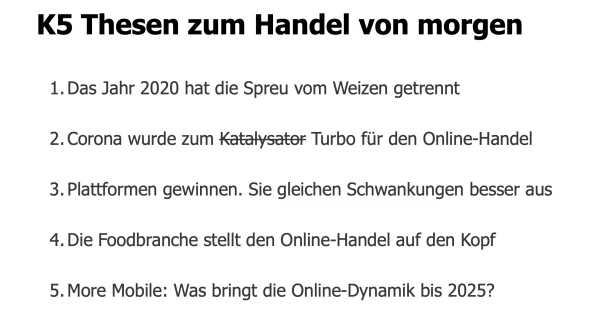 K5 Thesen zum Handel von morgen
1. Das Jahr 2020 hat die Spreu vom Weizen getrennt
2. Corona wurde zum Katalysator Turbo für den Online-Handel
3. Plattformen gewinnen. Sie gleichen Schwankungen besser aus
4. Die Foodbranche stellt den Online-Handel auf den Kopf
5. More Mobile: Was bringt die Online-Dynamik bis 2025?